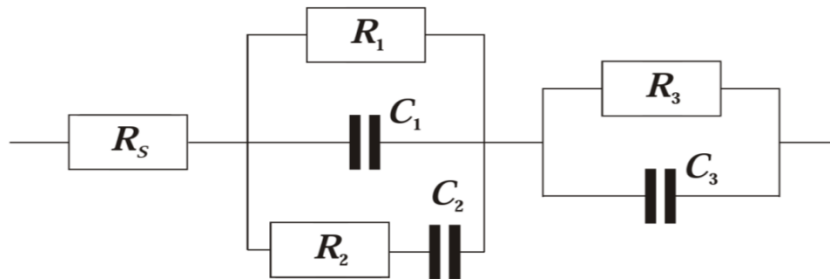 R₁
R₃
C₁
Rₛ
C₃
C₂
R₂